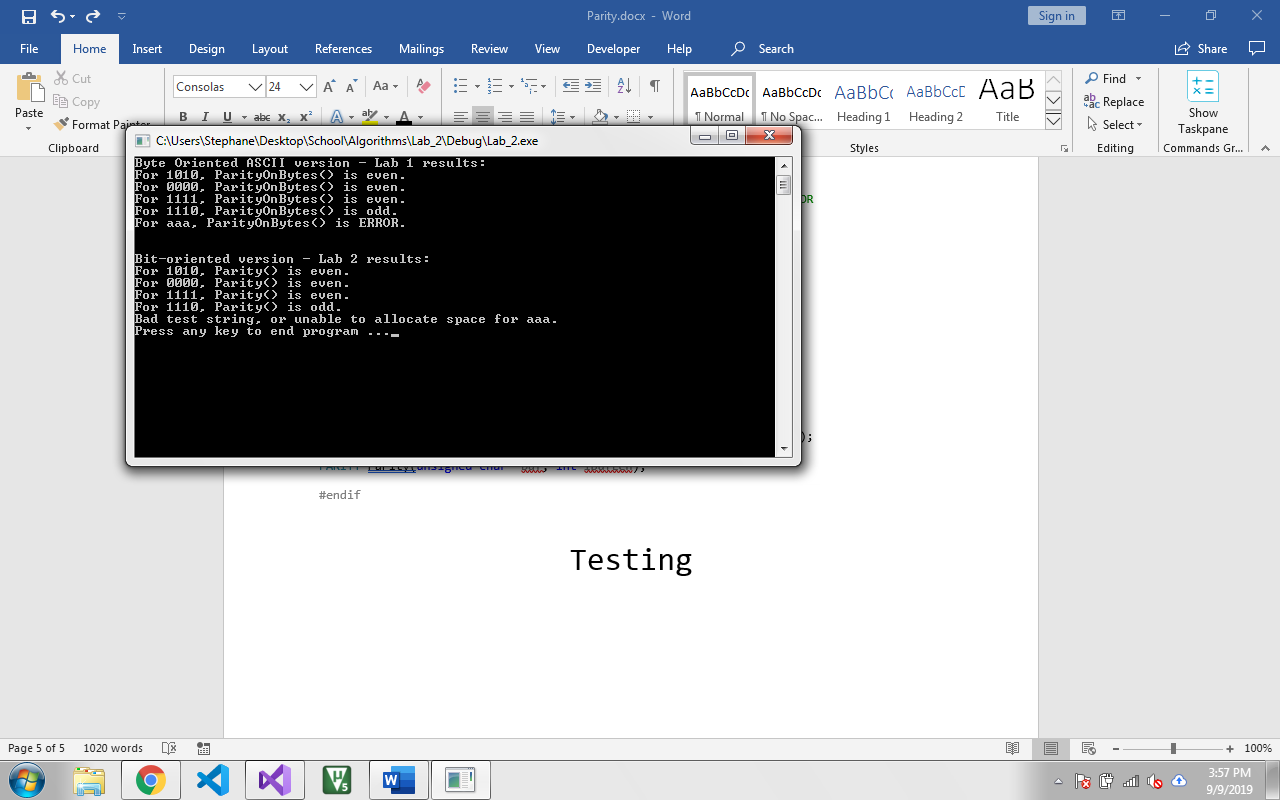 Parity.docx - Word
Sign in
File Home Insert Design Layout References Mailings Review View Developer Help Search Share
Paste
Cut
Copy
Format Painter
Clipboard
Consolas 24
Aa
B I U abc x₂ x² A
¶
AaBbCcDc AaBbCcDc AaBbCc AaBbCcD AaB
¶ Normal ¶ No Spac... Heading 1 Heading 2 Title
Styles
Find
Replace
Select
Editing
Show
Taskpane
Commands Gr...
C:\Users\Stephane\Desktop\School\Algorithms\Lab_2\Debug\Lab_2.exe
Byte Oriented ASCII version - Lab 1 results:
For 1010, ParityOnBytes() is even.
For 0000, ParityOnBytes() is even.
For 1111, ParityOnBytes() is even.
For 1110, ParityOnBytes() is odd.
For aaa, ParityOnBytes() is ERROR.
Bit-oriented version - Lab 2 results:
For 1010, Parity() is even.
For 0000, Parity() is even.
For 1111, Parity() is even.
For 1110, Parity() is odd.
Bad test string, or unable to allocate space for aaa.
Press any key to end program ..._
OR
);
#endif
Testing
Page 5 of 5 1020 words
100%
3:57 PM
9/9/2019